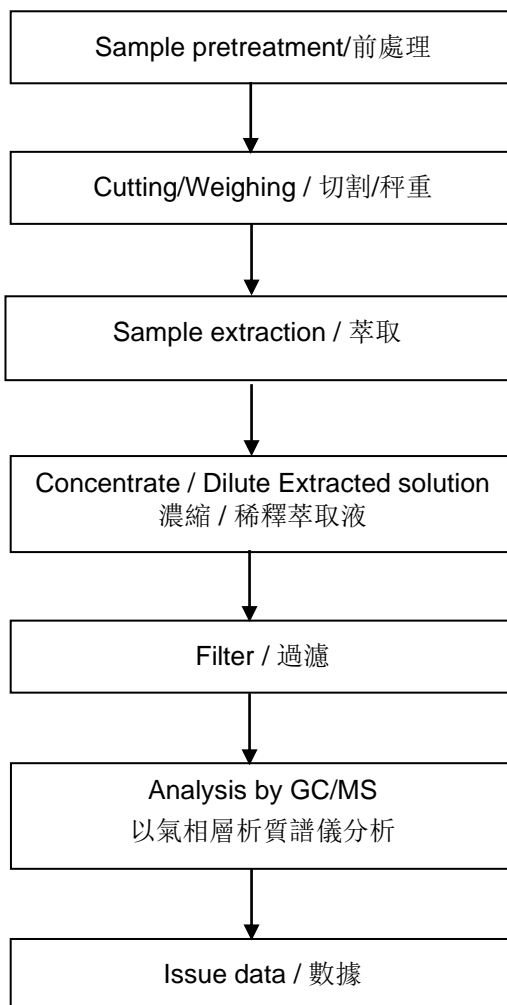 Sample pretreatment/前處理
Cutting/Weighing / 切割/秤重
Sample extraction / 萃取
Concentrate / Dilute Extracted solution
濃縮 / 稀釋萃取液
Filter / 過濾
Analysis by GC/MS
以氣相層析質譜儀分析
Issue data / 數據